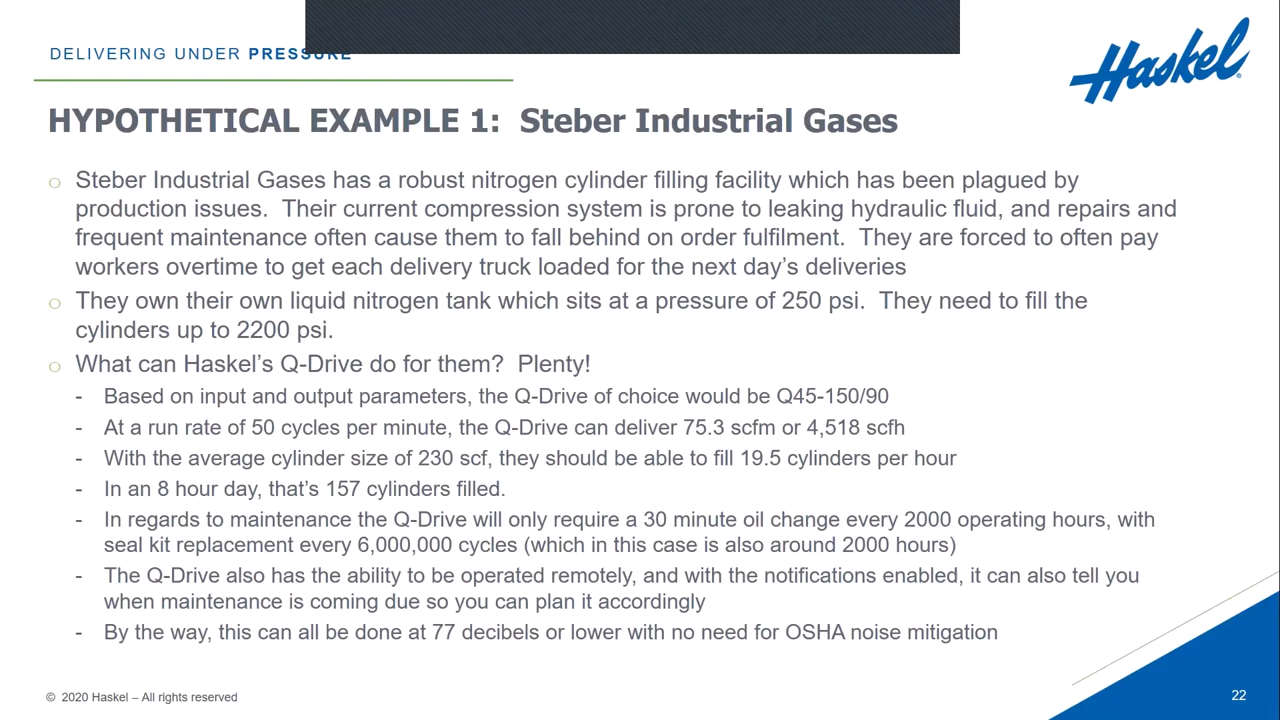 DELIVERING UNDER PRESSURE
Haskel
HYPOTHETICAL EXAMPLE 1:  Steber Industrial Gases
○ Steber Industrial Gases has a robust nitrogen cylinder filling facility which has been plagued by
production issues.  Their current compression system is prone to leaking hydraulic fluid, and repairs and
frequent maintenance often cause them to fall behind on order fulfilment.  They are forced to often pay
workers overtime to get each delivery truck loaded for the next day's deliveries
○ They own their own liquid nitrogen tank which sits at a pressure of 250 psi.  They need to fill the
cylinders up to 2200 psi.
○ What can Haskel's Q-Drive do for them?  Plenty!
- Based on input and output parameters, the Q-Drive of choice would be Q45-150/90
- At a run rate of 50 cycles per minute, the Q-Drive can deliver 75.3 scfm or 4,518 scfh
- With the average cylinder size of 230 scf, they should be able to fill 19.5 cylinders per hour
- In an 8 hour day, that's 157 cylinders filled.
- In regards to maintenance the Q-Drive will only require a 30 minute oil change every 2000 operating hours, with
seal kit replacement every 6,000,000 cycles (which in this case is also around 2000 hours)
- The Q-Drive also has the ability to be operated remotely, and with the notifications enabled, it can also tell you
when maintenance is coming due so you can plan it accordingly
- By the way, this can all be done at 77 decibels or lower with no need for OSHA noise mitigation
© 2020 Haskel – All rights reserved
22